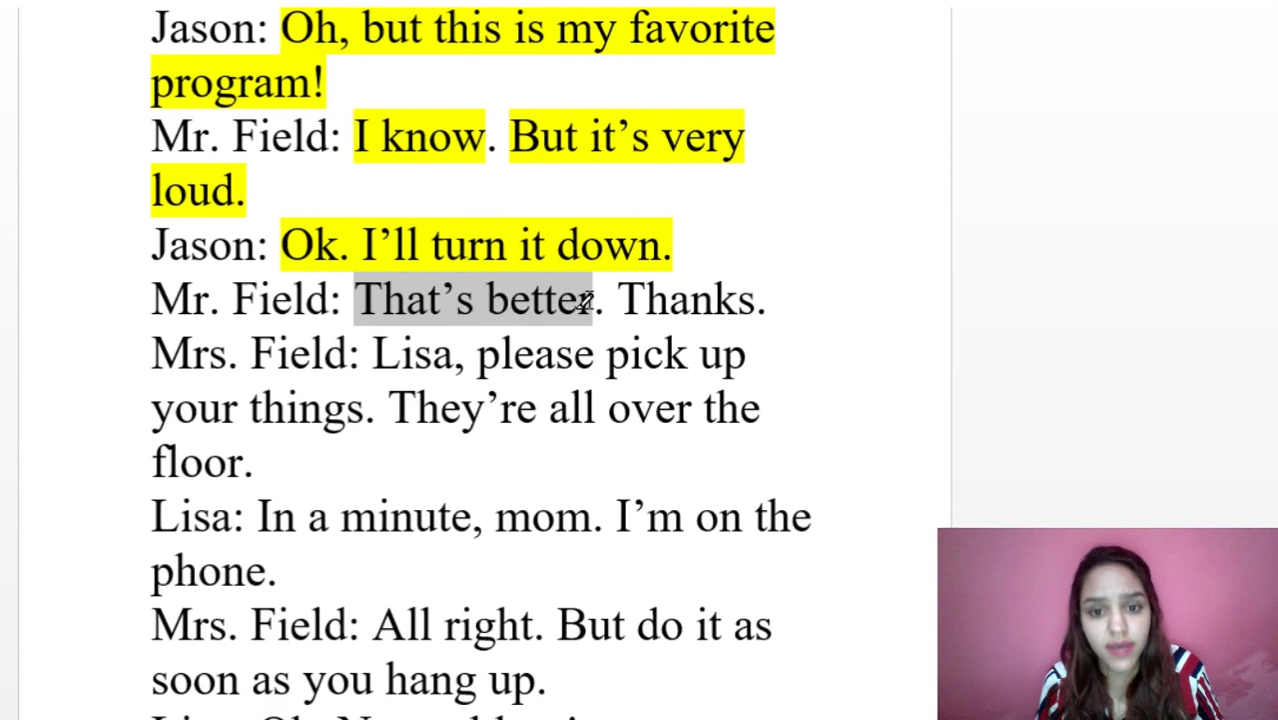 Jason: Oh, but this is my favorite
program!
Mr. Field: I know. But it’s very
loud.
Jason: Ok. I’ll turn it down.
Mr. Field: That’s better. Thanks.
Mrs. Field: Lisa, please pick up
your things. They’re all over the
floor.
Lisa: In a minute, mom. I’m on the
phone.
Mrs. Field: All right. But do it as
soon as you hang up.